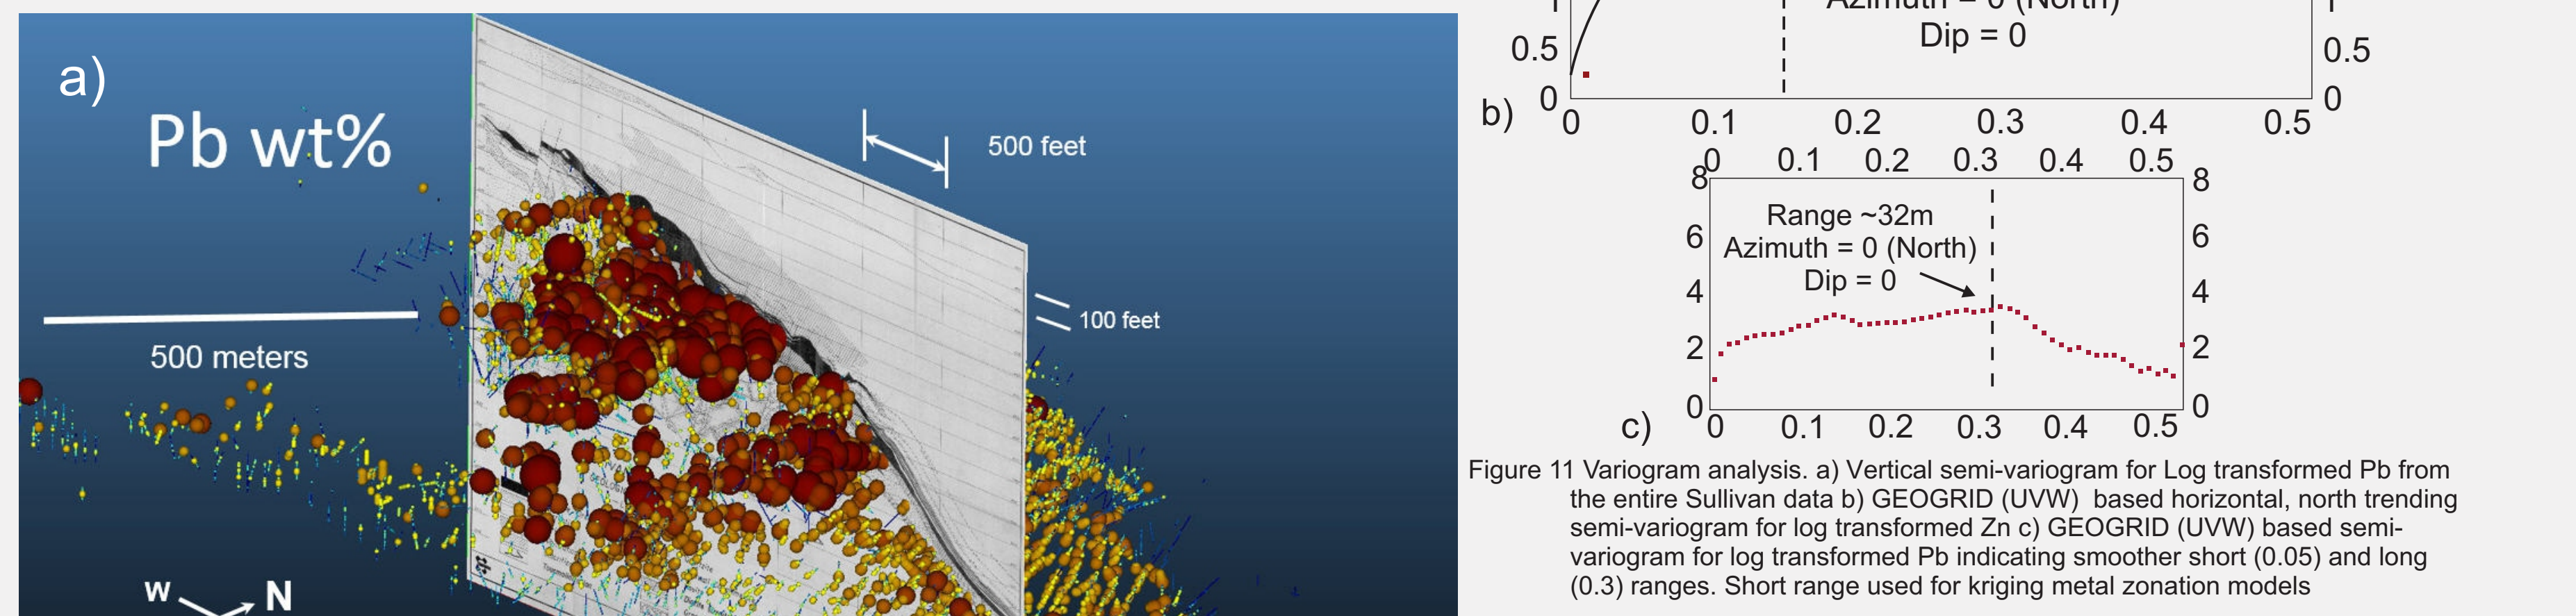 a)
Pb wt%
500 feet
100 feet
500 meters
W
N
1
Azimuth = 0 (North)
1
Dip = 0
0.5
0.5
0
0
b)
0 0.1 0.2 0.3 0.4 0.5
0 0.1 0.2 0.3 0.4 0.5
8
8
Range ~32m
6
6
Azimuth = 0 (North)
Dip = 0
4
4
2
2
0
0
c)
0 0.1 0.2 0.3 0.4 0.5
Figure 11 Variogram analysis. a) Vertical semi-variogram for Log transformed Pb from
the entire Sullivan data b) GEOGRID (UVW) based horizontal, north trending
semi-variogram for log transformed Zn c) GEOGRID (UVW) based semi-
variogram for log transformed Pb indicating smoother short (0.05) and long
(0.3) ranges. Short range used for kriging metal zonation models